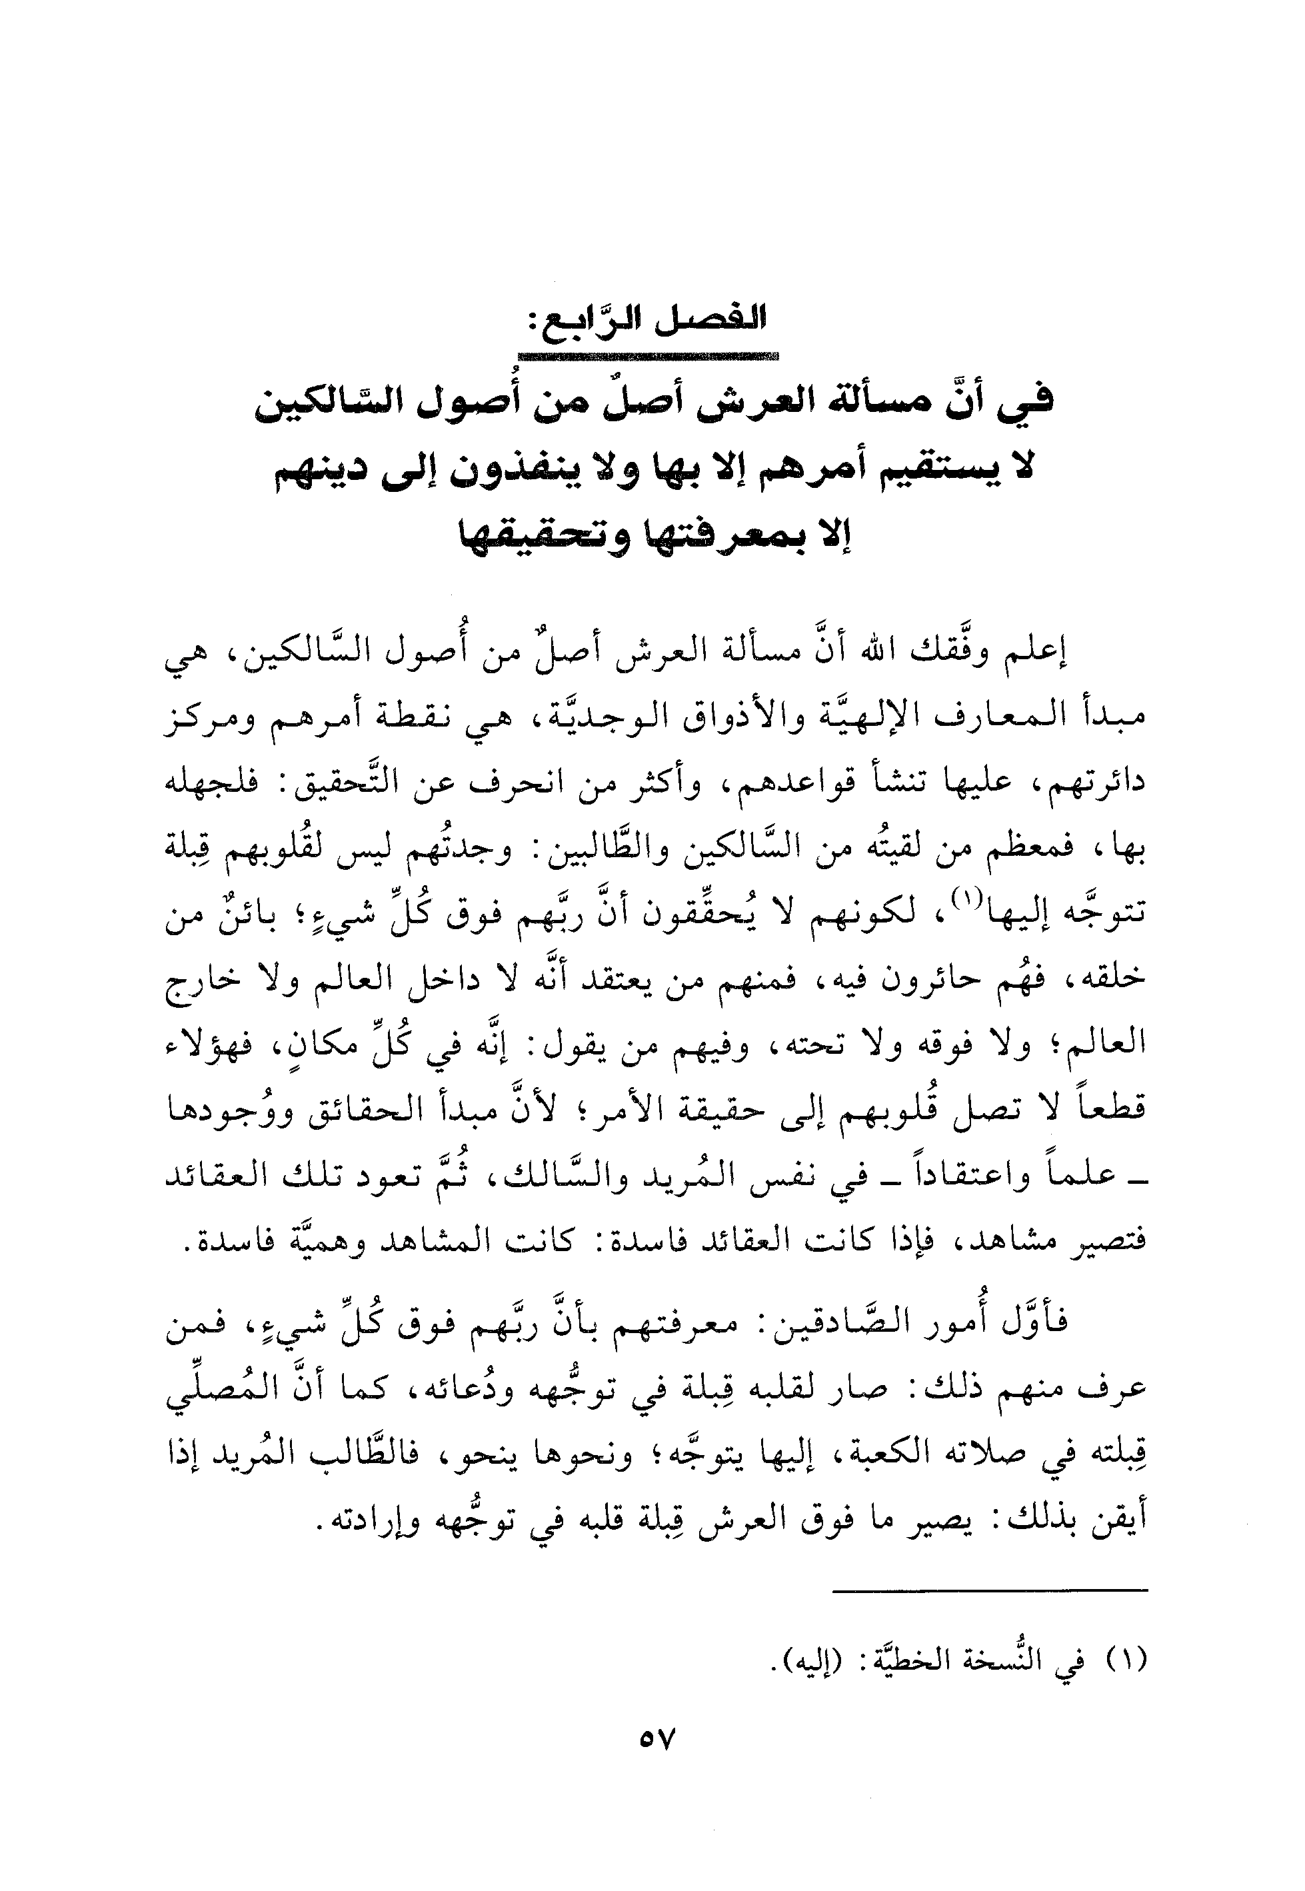 الفصل الرَّابع:
في أنَّ مسألة العرش أصلٌ من أُصول السَّالكين
لا يستقيم أمرهم إلا بها ولا ينفذون إلى دينهم
إلا بمعرفتها وتحقيقها
إعلم وفَّقك الله أنَّ مسألة العرش أصلٌ من أُصول السَّالكين، هي
مبدأ المعارف الإلهيَّة والأذواق الوجديَّة، هي نقطة أمرهم ومركز
دائرتهم، عليها تنشأ قواعدهم، وأكثر من انحرف عن التَّحقيق: فلجهله
بها، فمعظم من لقيتُه من السَّالكين والطَّالبين: وجدتُهم ليس لقُلوبهم قِبلة
تتوجَّه إليها(١)، لكونهم لا يُحقِّقون أنَّ ربَّهم فوق كُلِّ شيءٍ؛ بائنٌ من
خلقه، فهُم حائرون فيه، فمنهم من يعتقد أنَّه لا داخل العالم ولا خارج
العالم؛ ولا فوقه ولا تحته، وفيهم من يقول: إنَّه في كُلِّ مكانٍ، فهؤلاء
قطعاً لا تصل قُلوبهم إلى حقيقة الأمر؛ لأنَّ مبدأ الحقائق ووُجودها
ـ علماً واعتقاداً ـ في نفس المُريد والسَّالك، ثُمَّ تعود تلك العقائد
فتصير مشاهد، فإذا كانت العقائد فاسدة: كانت المشاهد وهميَّة فاسدة.
فأوَّل أُمور الصَّادقين: معرفتهم بأنَّ ربَّهم فوق كُلِّ شيءٍ، فمن
عرف منهم ذلك: صار لقلبه قِبلة في توجُّهه ودُعائه، كما أنَّ المُصلِّي
قِبلته في صلاته الكعبة، إليها يتوجَّه؛ ونحوها ينحو، فالطَّالب المُريد إذا
أيقن بذلك: يصير ما فوق العرش قِبلة قلبه في توجُّهه وإرادته.
(١) في النُّسخة الخطيَّة: (إليه).
٥٧